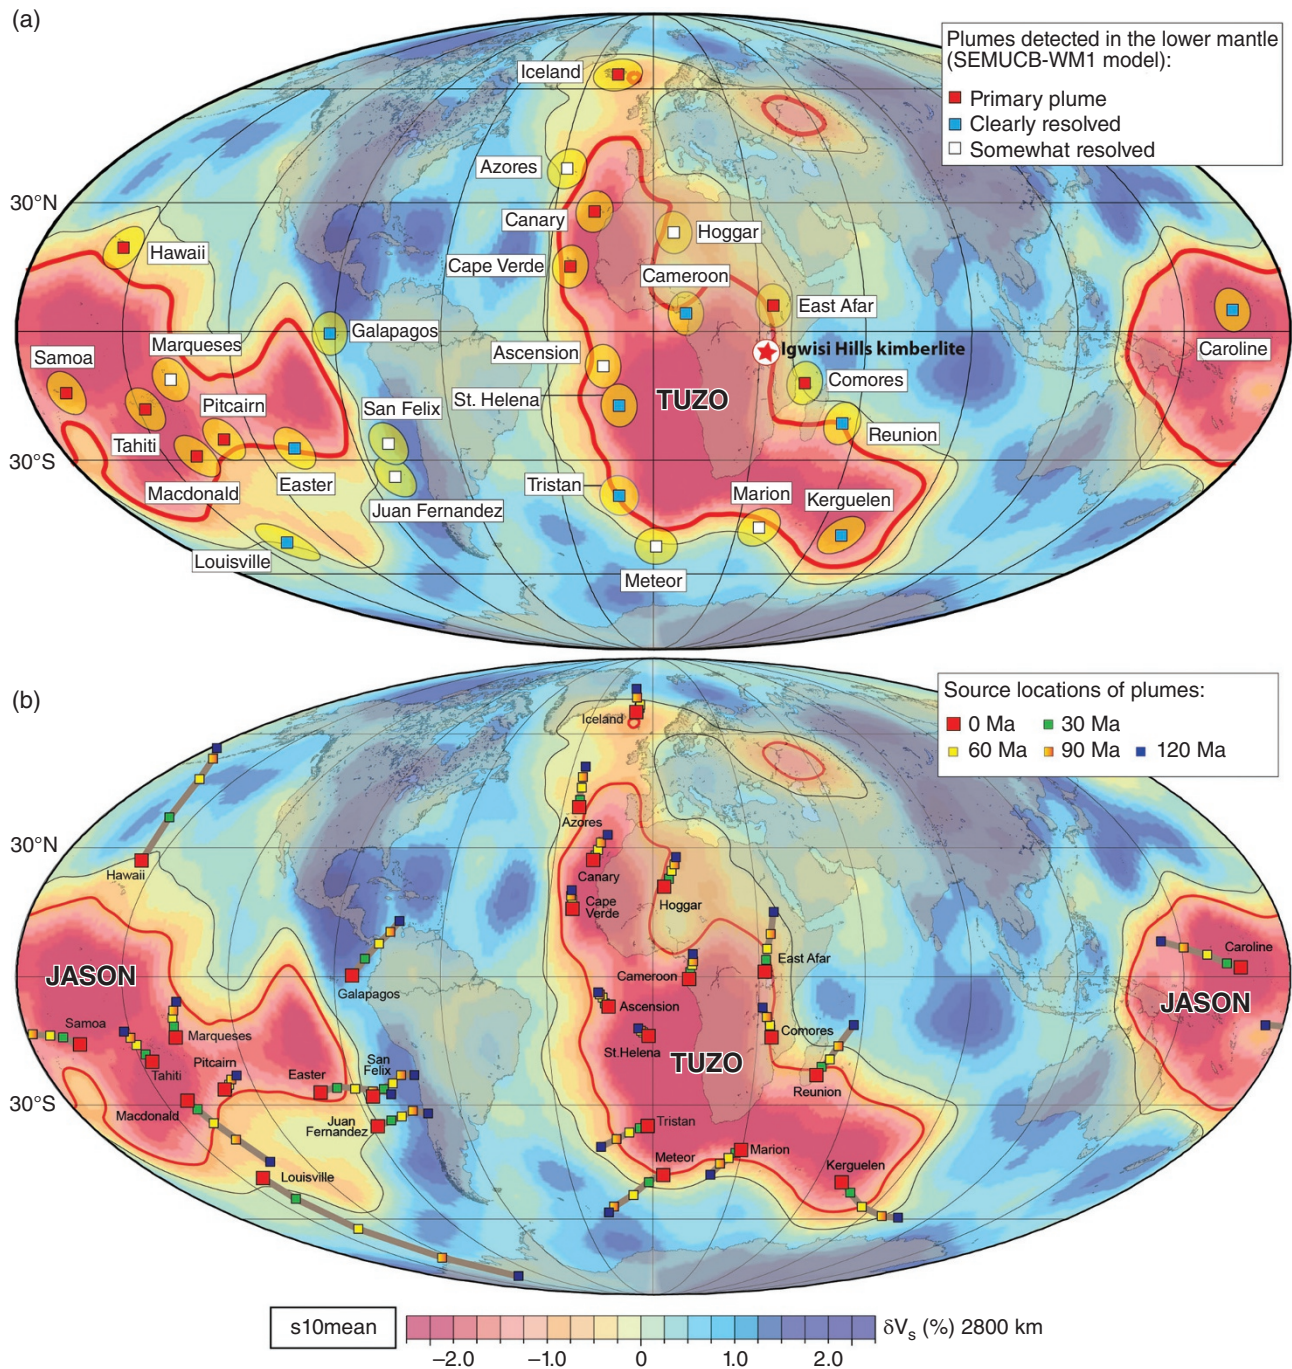 (a)
Plumes detected in the lower mantle
(SEMUCB-WM1 model):
Primary plume
Clearly resolved
Somewhat resolved
Iceland
Azores
30°N
Canary
Hoggar
Hawaii
Cape Verde
Cameroon
East Afar
Galapagos
Marqueses
Ascension
Igwisi Hills kimberlite
Caroline
Samoa
Comores
St. Helena
TUZO
Pitcairn
San Felix
Reunion
Tahiti
30°S
Macdonald
Easter
Tristan
Marion
Kerguelen
Juan Fernandez
Louisville
Meteor
(b)
Source locations of plumes:
0 Ma
30 Ma
60 Ma
90 Ma
120 Ma
Iceland
Azores
30°N
Hawaii
Canary
Cape
Verde
Hoggar
Caroline
East Afar
JASON
Cameroon
Galapagos
JASON
Ascension
Samoa
Marqueses
Comores
St.Helena
TUZO
Tahiti
Pitcairn
Easter
San
Felix
Reunion
30°S
Macdonald
Juan
Fernandez
Tristan
Marion
Meteor
Kerguelen
Louisville
s10mean
δVs (%) 2800 km
−2.0
−1.0
0
1.0
2.0